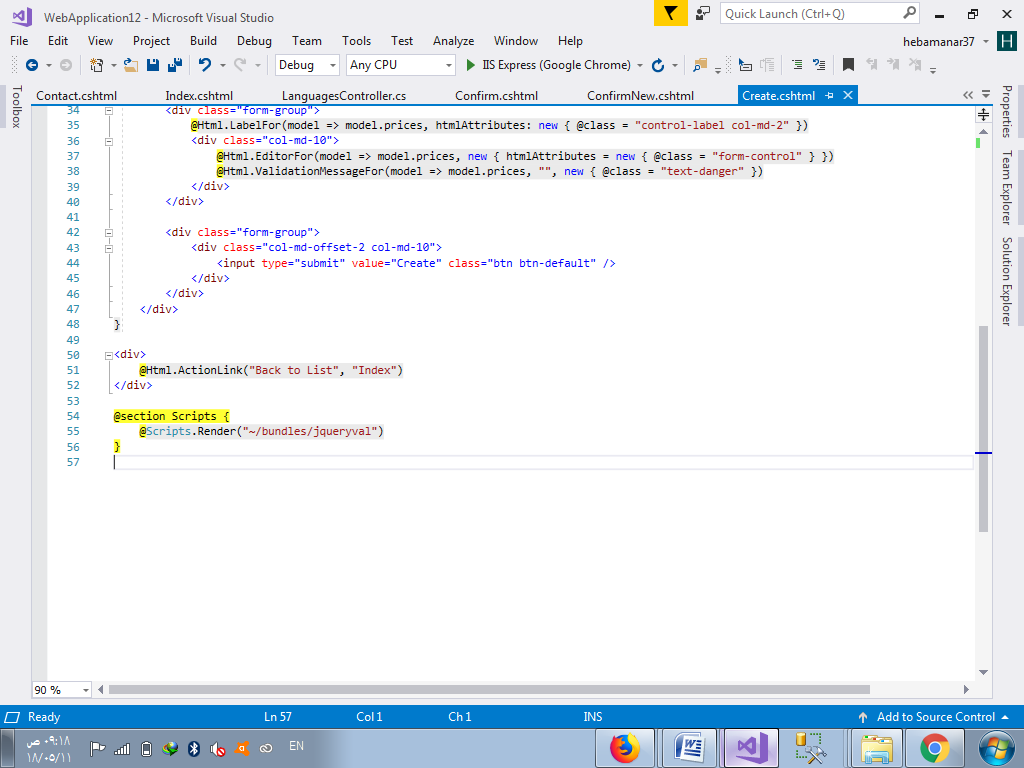 WebApplication12 - Microsoft Visual Studio
Quick Launch (Ctrl+Q)
File Edit View Project Build Debug Team Tools Test Analyze Window Help
hebamanar37
H
Debug Any CPU IIS Express (Google Chrome)
Toolbox
Contact.cshtml Index.cshtml LanguagesController.cs Confirm.cshtml ConfirmNew.cshtml Create.cshtml
Properties
Team Explorer
Solution Explorer
34 <div class="form-group">
35 @Html.LabelFor(model => model.prices, htmlAttributes: new { @class = "control-label col-md-2" })
36 <div class="col-md-10">
37 @Html.EditorFor(model => model.prices, new { htmlAttributes = new { @class = "form-control" } })
38 @Html.ValidationMessageFor(model => model.prices, "", new { @class = "text-danger" })
39 </div>
40 </div>
41
42 <div class="form-group">
43 <div class="col-md-offset-2 col-md-10">
44 <input type="submit" value="Create" class="btn btn-default" />
45 </div>
46 </div>
47 </div>
48 }
49
50 <div>
51 @Html.ActionLink("Back to List", "Index")
52 </div>
53
54 @section Scripts {
55 @Scripts.Render("~/bundles/jqueryval")
56 }
57
90 %
Ready Ln 57 Col 1 Ch 1 INS Add to Source Control
٠٩:١٨ ص
١٨/٠٥/١١
EN